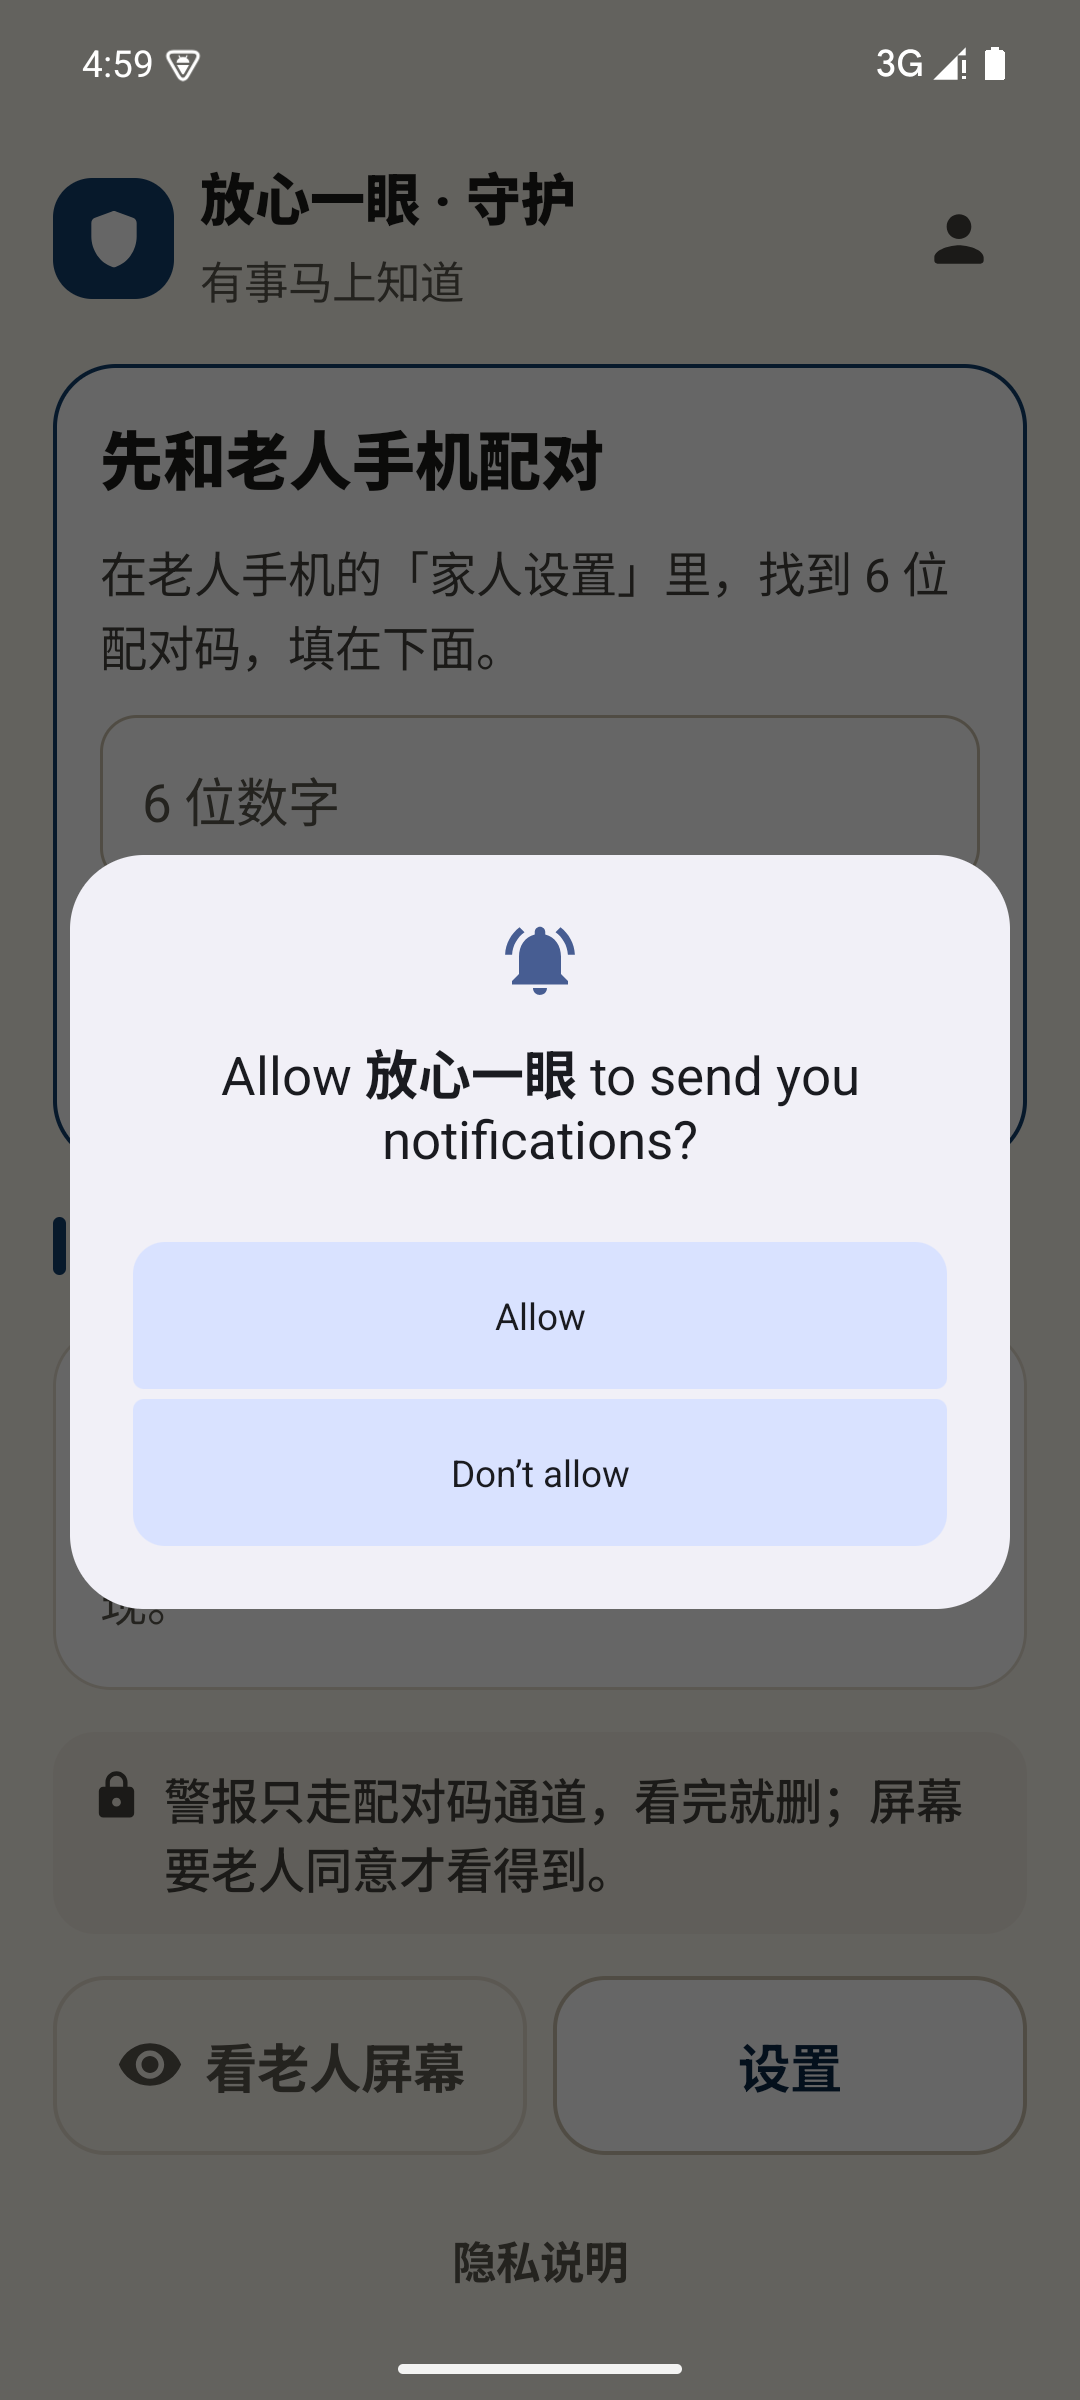 4:59
3G
放心一眼 · 守护
有事马上知道
先和老人手机配对
在老人手机的「家人设置」里，找到 6 位
配对码，填在下面。
6 位数字
Allow 放心一眼 to send you
notifications?
Allow
Don’t allow
现。
警报只走配对码通道，看完就删；屏幕
要老人同意才看得到。
看老人屏幕
设置
隐私说明